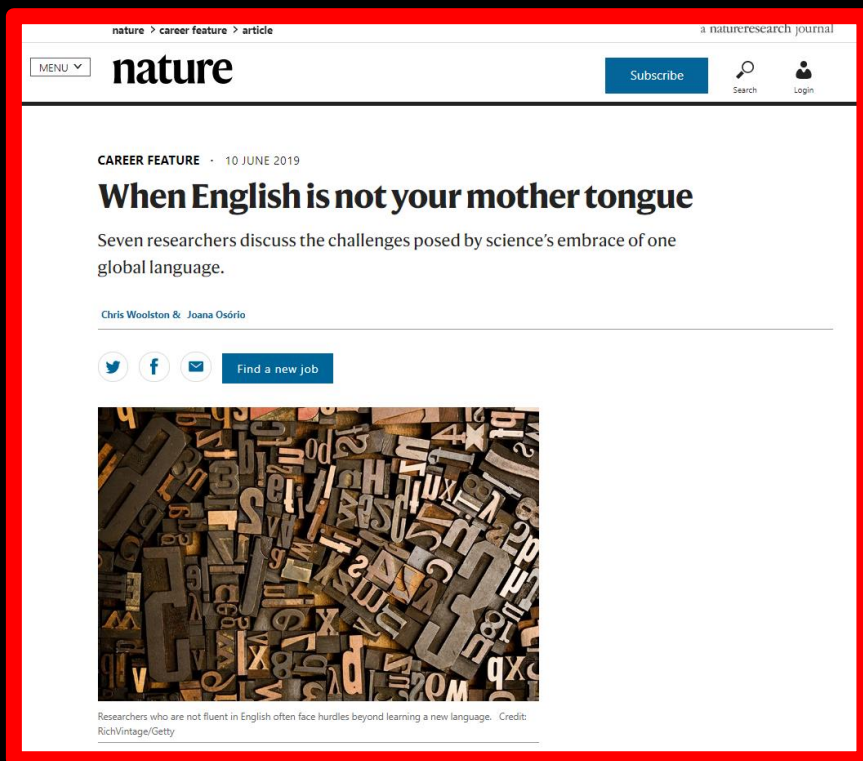 nature > career feature > article
a natureresearch journal
MENU
nature
Subscribe
Search
Login
CAREER FEATURE · 10 JUNE 2019
When English is not your mother tongue
Seven researchers discuss the challenges posed by science's embrace of one
global language.
Chris Woolston & Joana Osório
Find a new job
Researchers who are not fluent in English often face hurdles beyond learning a new language. Credit:
RichVintage/Getty